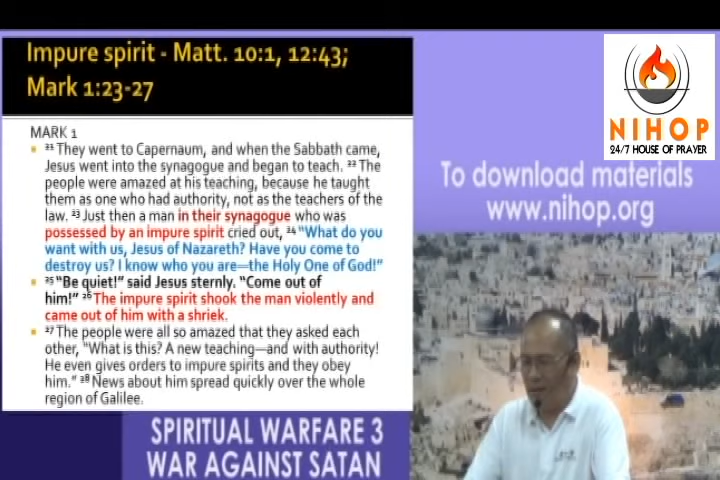 Impure spirit - Matt. 10:1, 12:43;
Mark 1:23-27
MARK 1
21 They went to Capernaum, and when the Sabbath came,
Jesus went into the synagogue and began to teach. 22 The
people were amazed at his teaching, because he taught
them as one who had authority, not as the teachers of the
law. 23 Just then a man in their synagogue who was
possessed by an impure spirit cried out, 24 “What do you
want with us, Jesus of Nazareth? Have you come to
destroy us? I know who you are—the Holy One of God!”
25 “Be quiet!” said Jesus sternly. “Come out of
him!” 26 The impure spirit shook the man violently and
came out of him with a shriek.
27 The people were all so amazed that they asked each
other, “What is this? A new teaching—and with authority!
He even gives orders to impure spirits and they obey
him.” 28 News about him spread quickly over the whole
region of Galilee.
NIHOP
24/7 HOUSE OF PRAYER
To download materials
www.nihop.org
SPIRITUAL WARFARE 3
WAR AGAINST SATAN